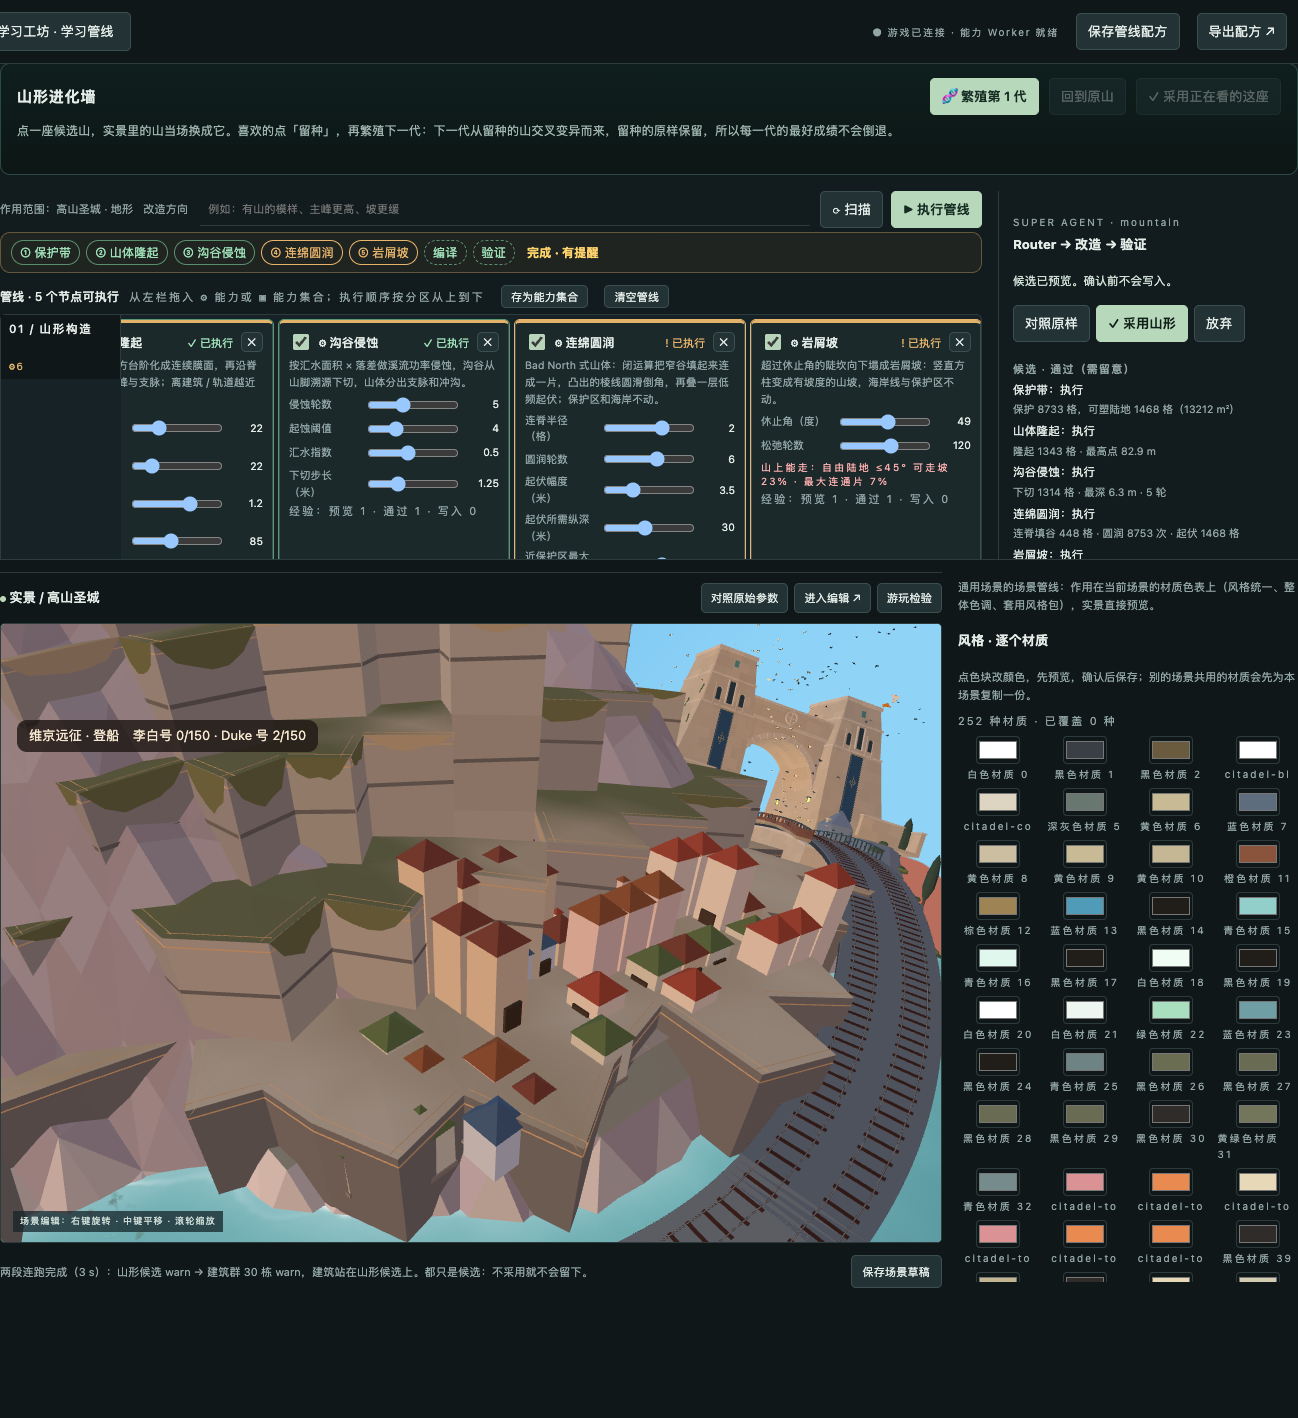 学习工坊 · 学习管线
游戏已连接 · 能力 Worker 就绪
保存管线配方
导出配方 ↗
山形进化墙
🧬 繁殖第 1 代
回到原山
✓ 采用正在看的这座
点一座候选山，实景里的山当场换成它。喜欢的点「留种」，再繁殖下一代：下一代从留种的山交叉变异而来，留种的原样保留，所以每一代的最好成绩不会倒退。
作用范围：高山圣城 · 地形
改造方向
例如：有山的模样、主峰更高、坡更缓
⟳ 扫描
▶ 执行管线
① 保护带
② 山体隆起
③ 沟谷侵蚀
④ 连绵圆润
⑤ 岩屑坡
编译
验证
完成 · 有提醒
管线 · 5 个节点可执行
从左栏拖入 ⚙ 能力或 ▣ 能力集合；执行顺序按分区从上到下
存为能力集合
清空管线
01 / 山形构造
⚙6
隆起
✓ 已执行
✕
方台阶化成连续膜面，再沿脊
峰与支脉；离建筑 / 轨道越近
22
22
1.2
85
⚙ 沟谷侵蚀
✓ 已执行
✕
按汇水面积 × 落差做溪流功率侵蚀，沟谷从
山脚溯源下切，山体分出支脉和冲沟。
侵蚀轮数
5
起蚀阈值
4
汇水指数
0.5
下切步长
（米）
1.25
经验：预览 1 · 通过 1 · 写入 0
⚙ 连绵圆润
! 已执行
✕
Bad North 式山体：闭运算把窄谷填起来连
成一片，凸出的棱线圆滑倒角，再叠一层低
频起伏；保护区和海岸不动。
连脊半径
（格）
2
圆润轮数
6
起伏幅度
（米）
3.5
起伏所需纵深
（米）
30
近保护区最大
⚙ 岩屑坡
! 已执行
✕
超过休止角的陡坎向下塌成岩屑坡：竖直方
柱变成有坡度的山坡，海岸线与保护区不
动。
休止角（度）
49
松弛轮数
120
山上能走：自由陆地 ≤45° 可走坡
23% · 最大连通片 7%
经验：预览 1 · 通过 1 · 写入 0
SUPER AGENT · mountain
Router → 改造 → 验证
候选已预览。确认前不会写入。
对照原样
✓ 采用山形
放弃
候选 · 通过（需留意）
保护带：执行
保护 8733 格，可塑陆地 1468 格（13212 m²）
山体隆起：执行
隆起 1343 格 · 最高点 82.9 m
沟谷侵蚀：执行
下切 1314 格 · 最深 6.3 m · 5 轮
连绵圆润：执行
连脊填谷 448 格 · 圆润 8753 次 · 起伏 1468 格
岩屑坡：执行
实景 / 高山圣城
对照原始参数
进入编辑 ↗
游玩检验
维京远征 · 登船 李白号 0/150 · Duke 号 2/150
场景编辑：右键旋转 · 中键平移 · 滚轮缩放
两段连跑完成（3 s）：山形候选 warn → 建筑群 30 栋 warn，建筑站在山形候选上。都只是候选：不采用就不会留下。
保存场景草稿
通用场景的场景管线：作用在当前场景的材质色表上（风格统一、整
体色调、套用风格包），实景直接预览。
风格 · 逐个材质
点色块改颜色，先预览，确认后保存；别的场景共用的材质会先为本
场景复制一份。
252 种材质 · 已覆盖 0 种
白色材质 0
黑色材质 1
黑色材质 2
citadel-bl
citadel-co
深灰色材质 5
黄色材质 6
蓝色材质 7
黄色材质 8
黄色材质 9
黄色材质 10
橙色材质 11
棕色材质 12
蓝色材质 13
黑色材质 14
青色材质 15
青色材质 16
黑色材质 17
白色材质 18
黑色材质 19
白色材质 20
白色材质 21
绿色材质 22
蓝色材质 23
黑色材质 24
青色材质 25
黑色材质 26
黑色材质 27
黑色材质 28
黑色材质 29
黑色材质 30
黄绿色材质
31
青色材质 32
citadel-to
citadel-to
citadel-to
citadel-to
citadel-to
citadel-to
黑色材质 39